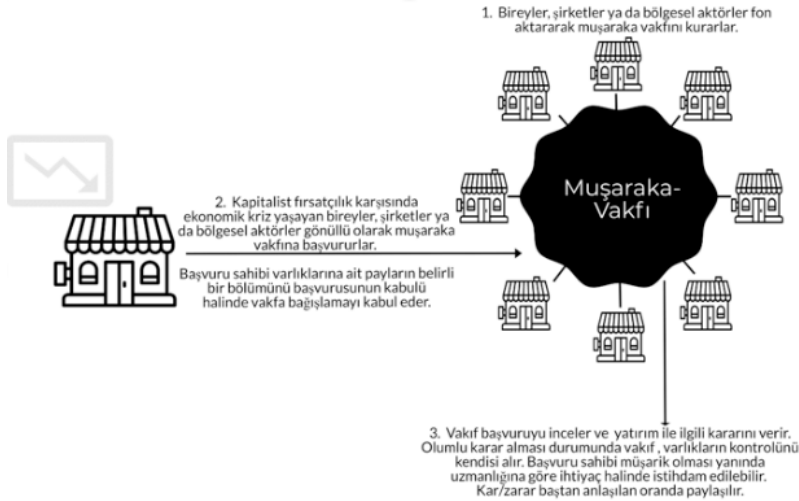 1. Bireyler, şirketler ya da bölgesel aktörler fon
aktararak muşaraka vakfını kurarlar.
Muşaraka-
Vakfı
2. Kapitalist fırsatçılık karşısında
ekonomik kriz yaşayan bireyler, şirketler ya
da bölgesel aktörler gönüllü olarak muşaraka
vakfına başvururlar.
Başvuru sahibi varlıklarına ait payların belirli
bir bölümünü başvurusunun kabulü
halinde vakfa bağışlamayı kabul eder.
3. Vakıf başvuruyu inceler ve yatırım ile ilgili kararını verir.
Olumlu karar alması durumunda vakıf , varlıkların kontrolünü
kendisi alır. Başvuru sahibi müşarik olması yanında
uzmanlığına göre ihtiyaç halinde istihdam edilebilir.
Kar/zarar baştan anlaşılan oranda paylaşılır.